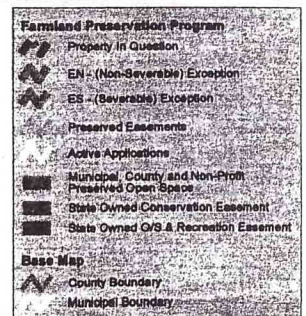 Farmland Preservation Program
Property In Question
EN - (Non-Severable) Exception
ES - (Severable) Exception
Preserved Easements
Active Applications
Municipal, County and Non-Profit
Preserved Open Space
State Owned Conservation Easement
State Owned O/S & Recreation Easement
Base Map
County Boundary
Municipal Boundary